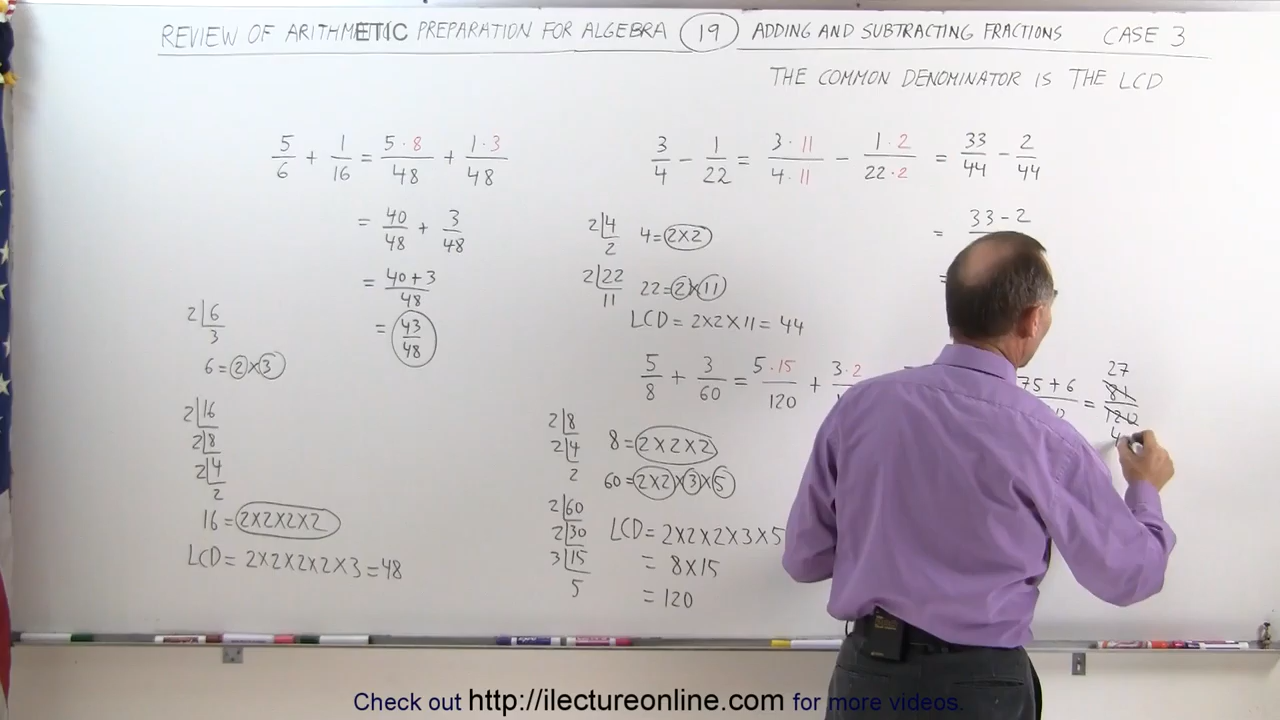 REVIEW OF ARITHMETIC PREPARATION FOR ALGEBRA 19 ADDING AND SUBTRACTING FRACTIONS CASE 3
THE COMMON DENOMINATOR IS THE LCD
5/6 + 1/16 = 5·8/48 + 1·3/48
= 40/48 + 3/48
= 40+3/48
= 43/48
2|6
3
6 = 2×3
2|16
2|8
2|4
2
16 = 2×2×2×2
LCD = 2×2×2×2×3 = 48
3/4 − 1/22 = 3·11/4·11 − 1·2/22·2 = 33/44 − 2/44
= 33−2
=
2|4
2
4 = 2×2
2|22
11
22 = 2×11
LCD = 2×2×11 = 44
5/8 + 3/60 = 5·15/120 + 3·2
75+6
= 81/120
27
4
2|8
2|4
2
8 = 2×2×2
60 = 2×2×3×5
2|60
2|30
3|15
5
LCD = 2×2×2×3×5
= 8×15
= 120
Check out http://ilectureonline.com for more videos.